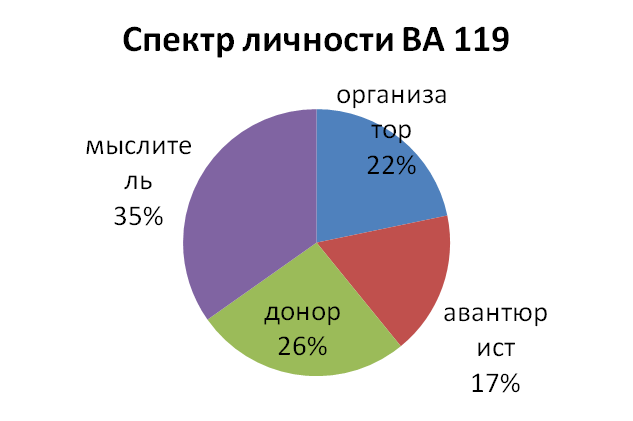 Спектр личности ВА 119
организа
тор
22%
авантюр
ист
17%
донор
26%
мыслите
ль
35%